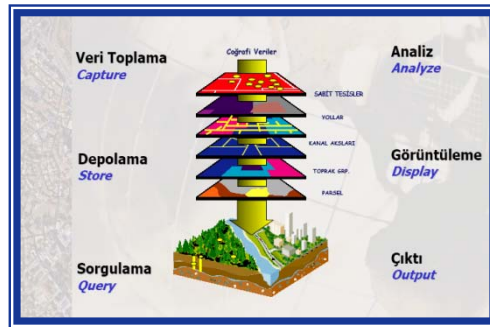 Coğrafi Veriler
Veri Toplama
Capture
Analiz
Analyze
SABİT TESİSLER
YOLLAR
KANAL AKSLARI
Depolama
Store
Görüntüleme
Display
TOPRAK GRP.
PARSEL
Sorgulama
Query
Çıktı
Output